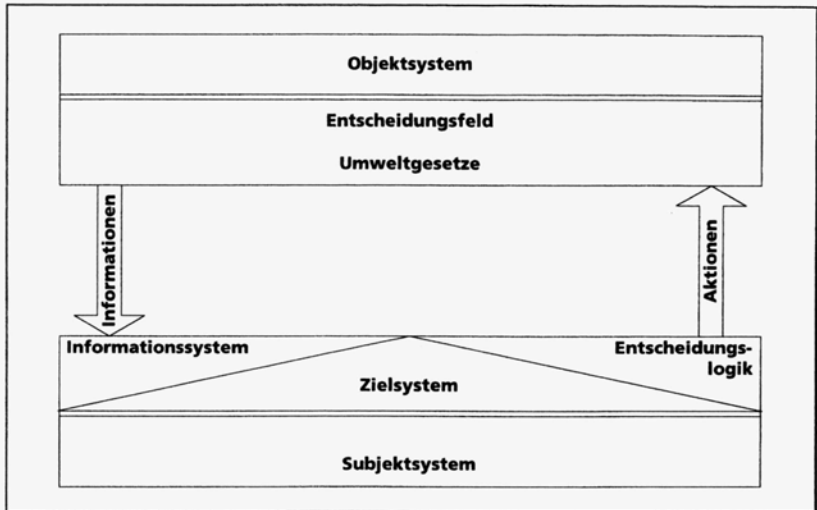 Objektsystem
Entscheidungsfeld
Umweltgesetze
Informationen
Aktionen
Informationssystem
Entscheidungs-
logik
Zielsystem
Subjektsystem